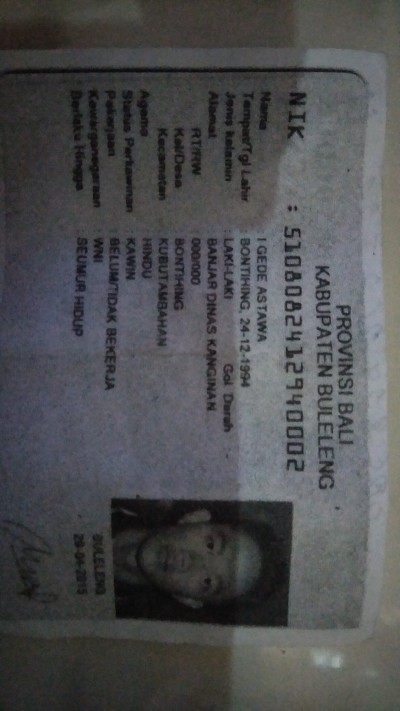 PROVINSI BALI
KABUPATEN BULELENG
NIK : 5108082412940002
Nama : I GEDE ASTAWA
Tempat/Tgl Lahir : BONTIHING, 24-12-1994
Jenis kelamin : LAKI-LAKI Gol. Darah
Alamat : BANJAR DINAS KANGINAN
RT/RW : 000/000
Kel/Desa : BONTIHING
Kecamatan : KUBUTAMBAHAN
Agama : HINDU
Status Perkawinan : KAWIN
Pekerjaan : BELUM/TIDAK BEKERJA
Kewarganegaraan : WNI
Berlaku Hingga : SEUMUR HIDUP
BULELENG
29-04-2015